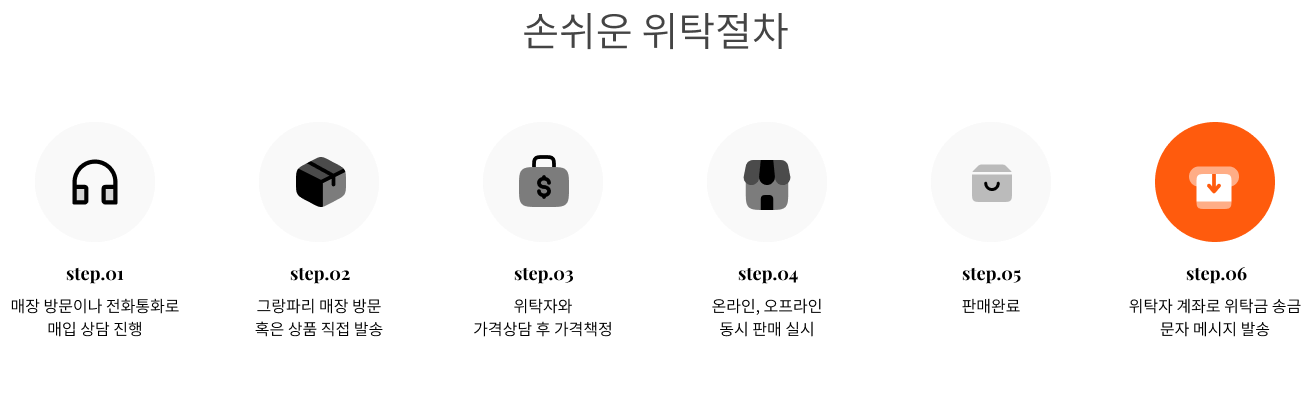 손쉬운 위탁절차
step.01
매장 방문이나 전화통화로
매입 상담 진행
step.02
그랑파리 매장 방문
혹은 상품 직접 발송
step.03
위탁자와
가격상담 후 가격책정
step.04
온라인, 오프라인
동시 판매 실시
step.05
판매완료
step.06
위탁자 계좌로 위탁금 송금
문자 메시지 발송